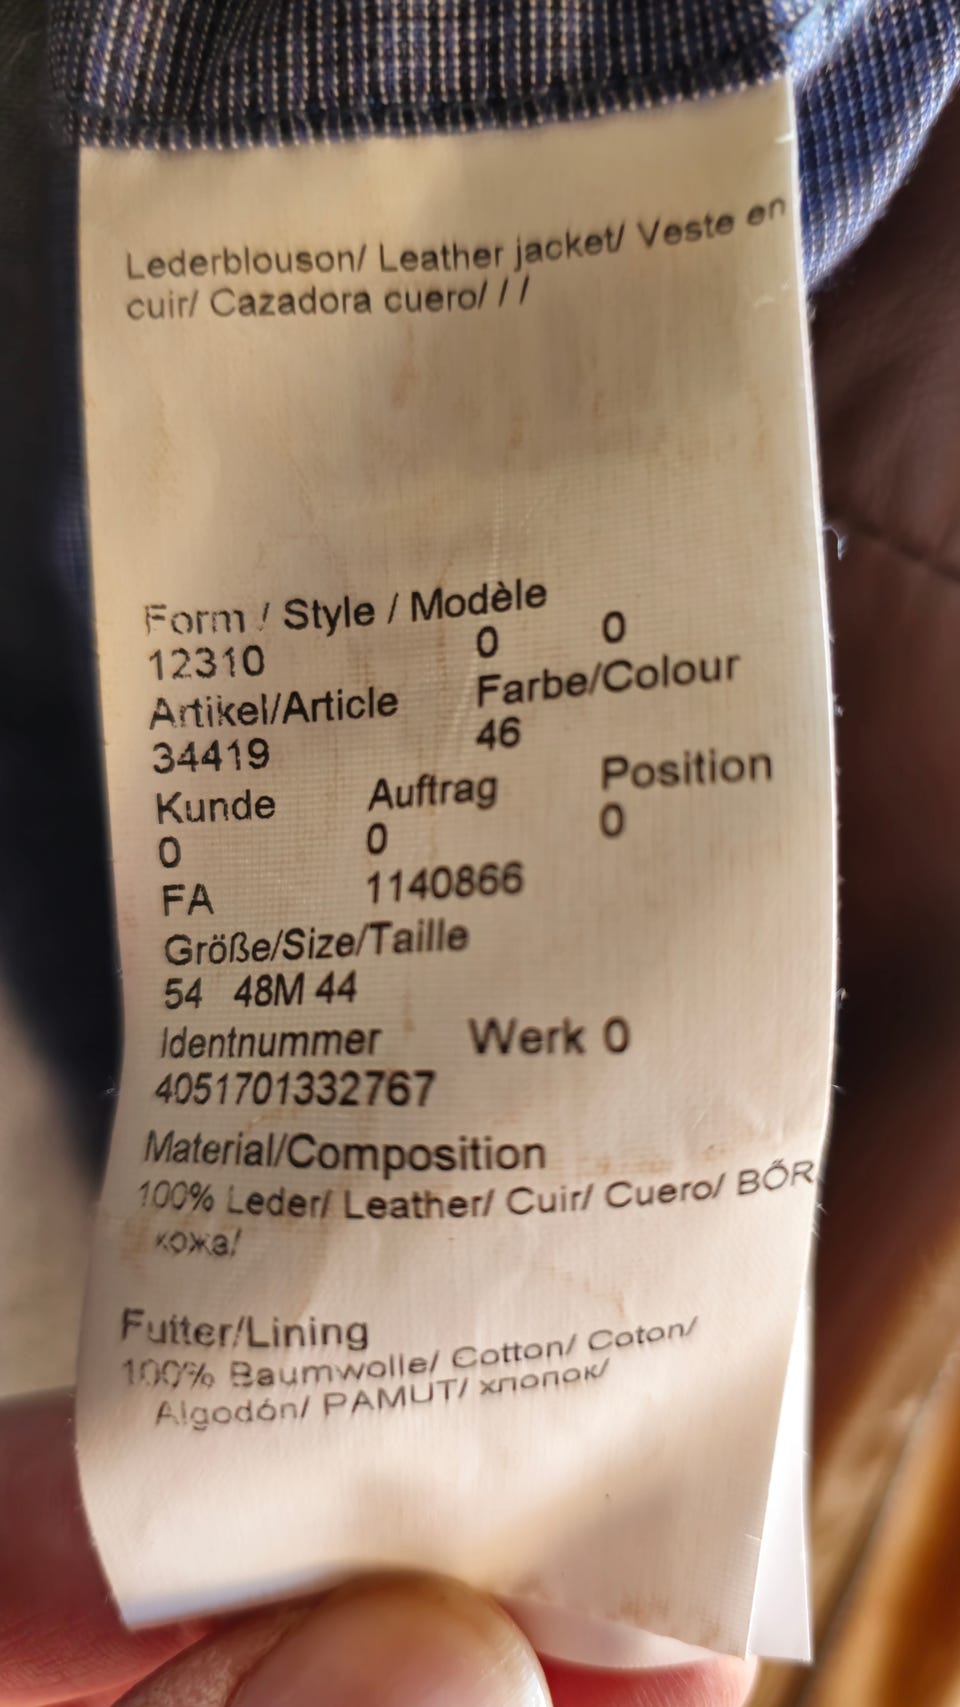 Lederblouson/ Leather jacket/ Veste en
cuir/ Cazadora cuero/ / /
Form / Style / Modèle
12310 0 0
Artikel/Article Farbe/Colour
34419 46
Kunde Auftrag Position
0 0 0
FA 1140866
Größe/Size/Taille
54 48M 44
Identnummer Werk 0
4051701332767
Material/Composition
100% Leder/ Leather/ Cuir/ Cuero/ BŐR
кожа/
Futter/Lining
100% Baumwolle/ Cotton/ Coton/
Algodón/ PAMUT/ хлопок/